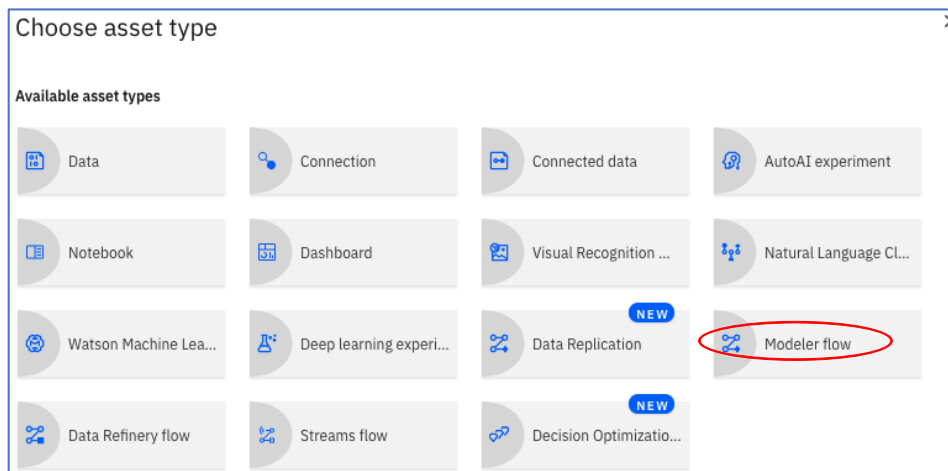 Choose asset type
Available asset types
Data
Connection
Connected data
AutoAI experiment
Notebook
Dashboard
Visual Recognition ...
Natural Language Cl...
NEW
Watson Machine Lea...
Deep learning experi...
Data Replication
Modeler flow
NEW
Data Refinery flow
Streams flow
Decision Optimizatio...